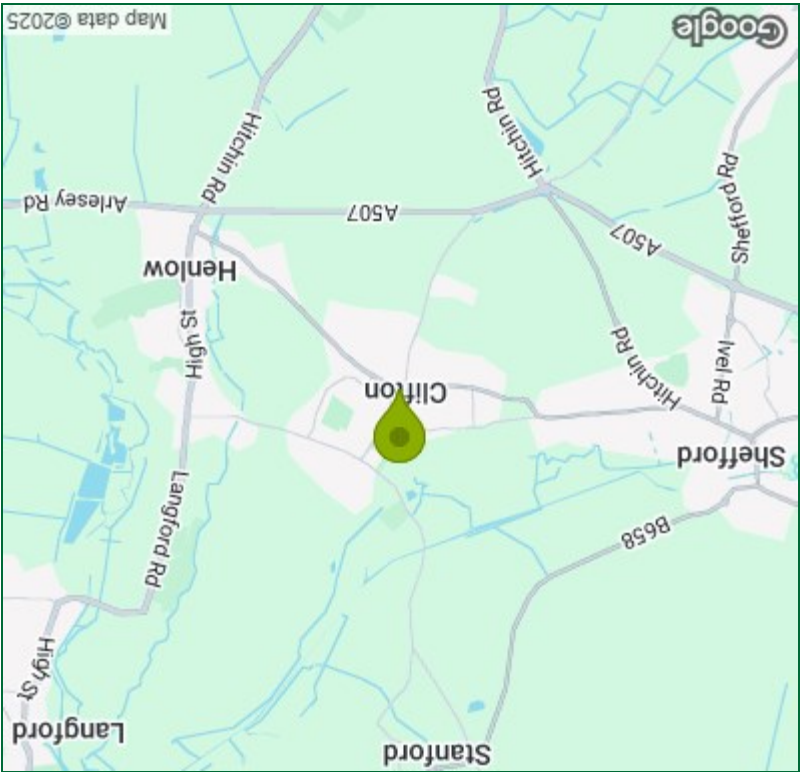 Stanford
Langford
High St
B658
Langford Rd
Shefford
Clifton
Ivel Rd
Hitchin Rd
High St
Henlow
A507
A507
Shefford Rd
Arlesey Rd
Hitchin Rd
Hitchin Rd
Google
Map data ©2025